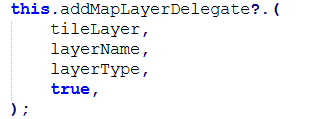 this.addMapLayerDelegate?.(
    tileLayer,
    layerName,
    layerType,
    true,
);